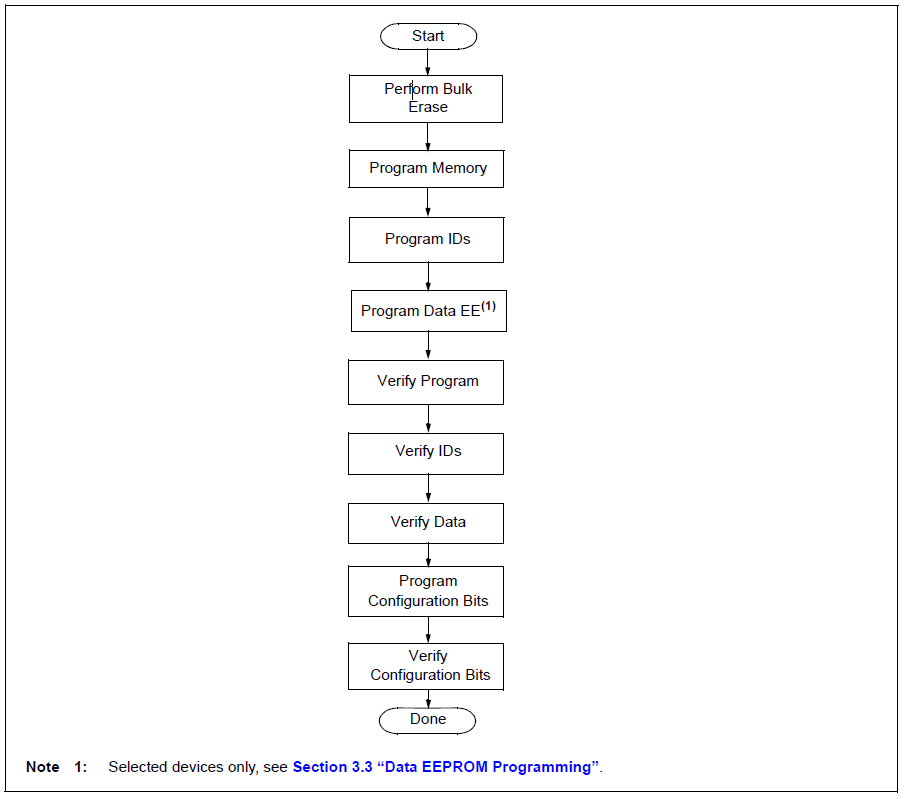 Start
Perform Bulk
Erase
Program Memory
Program IDs
Program Data EE(1)
Verify Program
Verify IDs
Verify Data
Program
Configuration Bits
Verify
Configuration Bits
Done
Note 1: Selected devices only, see Section 3.3 “Data EEPROM Programming”.